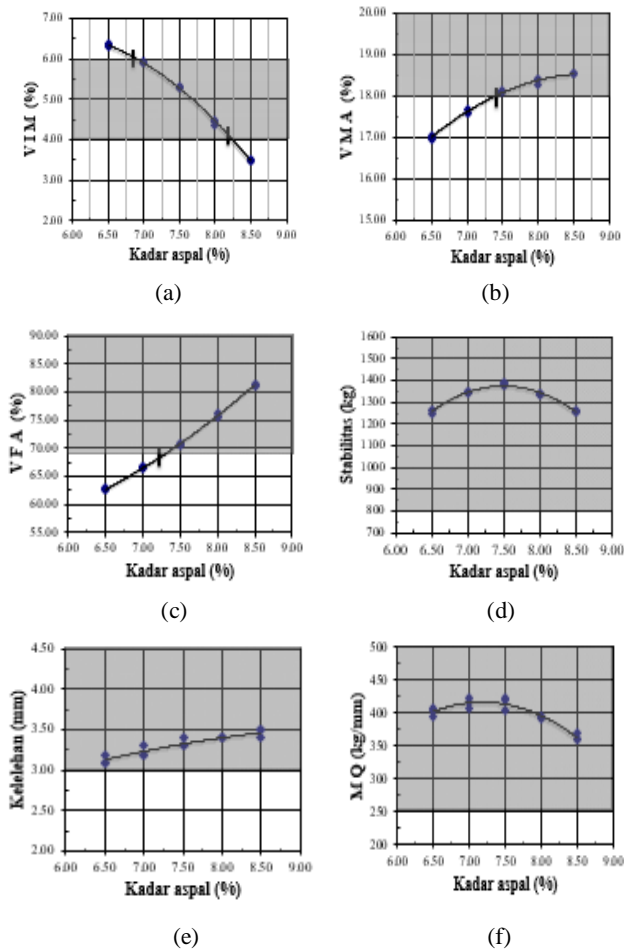 VIM (%)
7.00
6.00
5.00
4.00
3.00
2.00
6.00 6.50 7.00 7.50 8.00 8.50 9.00
Kadar aspal (%)
(a)
VMA (%)
20.00
19.00
18.00
17.00
16.00
15.00
6.00 6.50 7.00 7.50 8.00 8.50 9.00
Kadar aspal (%)
(b)
VFA (%)
90.00
85.00
80.00
75.00
70.00
65.00
60.00
55.00
6.00 6.50 7.00 7.50 8.00 8.50 9.00
Kadar aspal (%)
(c)
Stabilitas (kg)
1600
1500
1400
1300
1200
1100
1000
900
800
700
6.00 6.50 7.00 7.50 8.00 8.50 9.00
Kadar aspal (%)
(d)
Kelelehan (mm)
4.50
4.00
3.50
3.00
2.50
2.00
6.00 6.50 7.00 7.50 8.00 8.50 9.00
Kadar aspal (%)
(e)
MQ (kg/mm)
500
450
400
350
300
250
200
6.00 6.50 7.00 7.50 8.00 8.50 9.00
Kadar aspal (%)
(f)